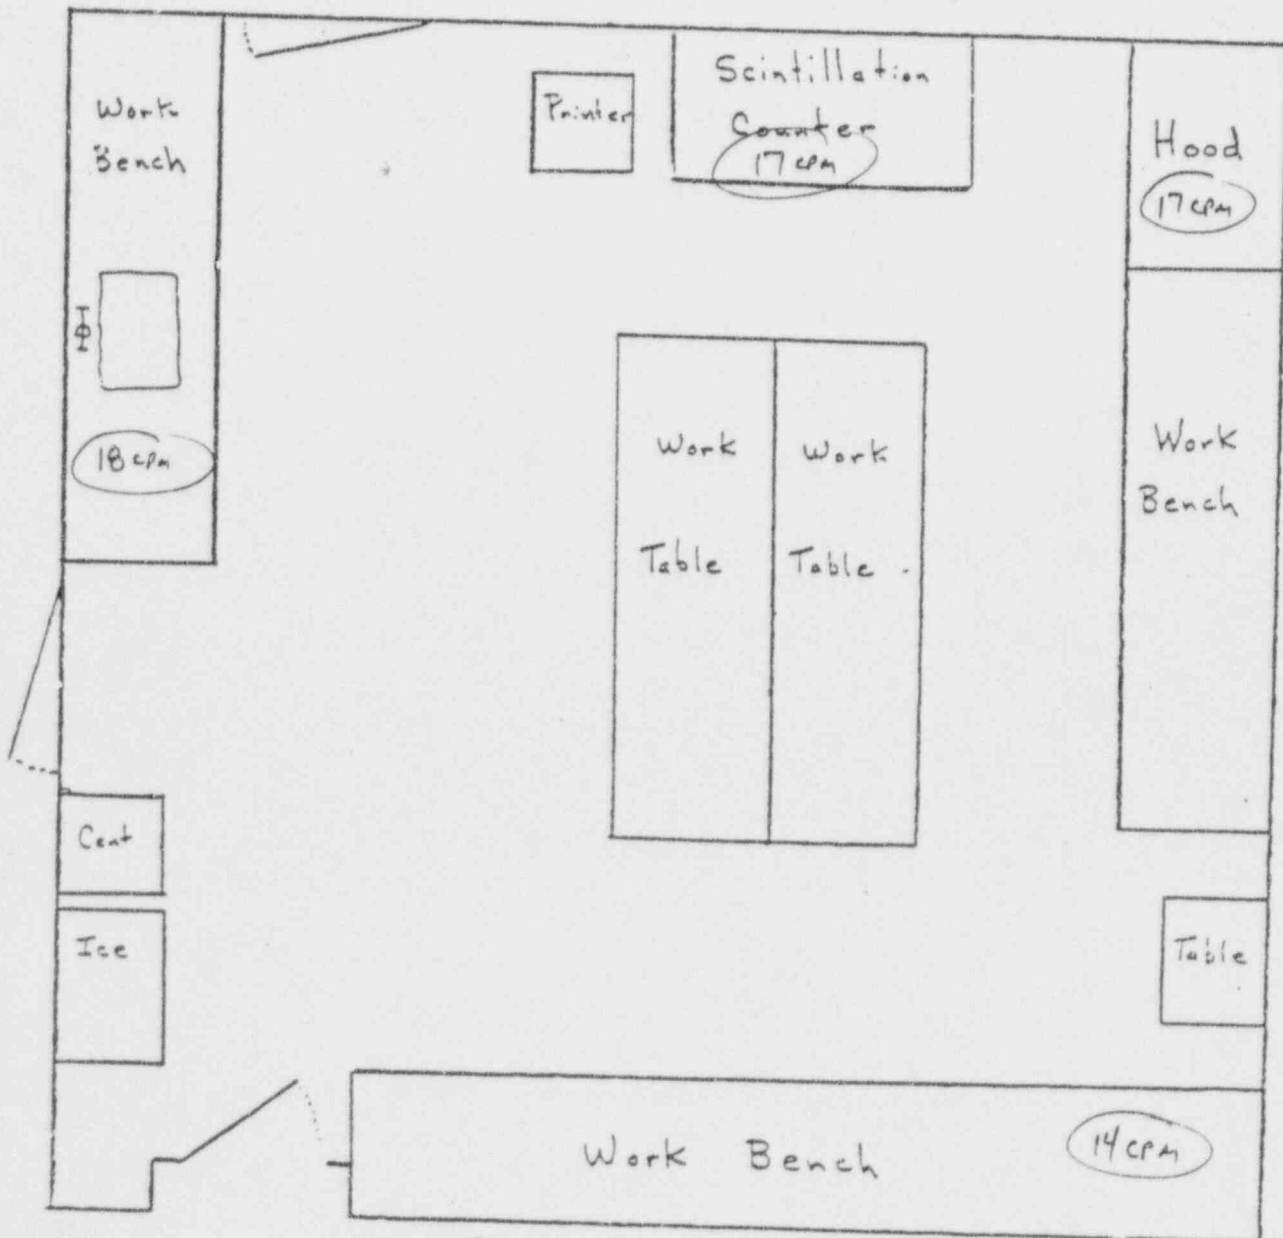 Work
Bench
18 cpm
Printer
Scintillation
Counter
17 cpm
Hood
17 cpm
Work
Table
Work
Table
Work
Bench
Cent
Ice
Table
Work Bench
14 cpm